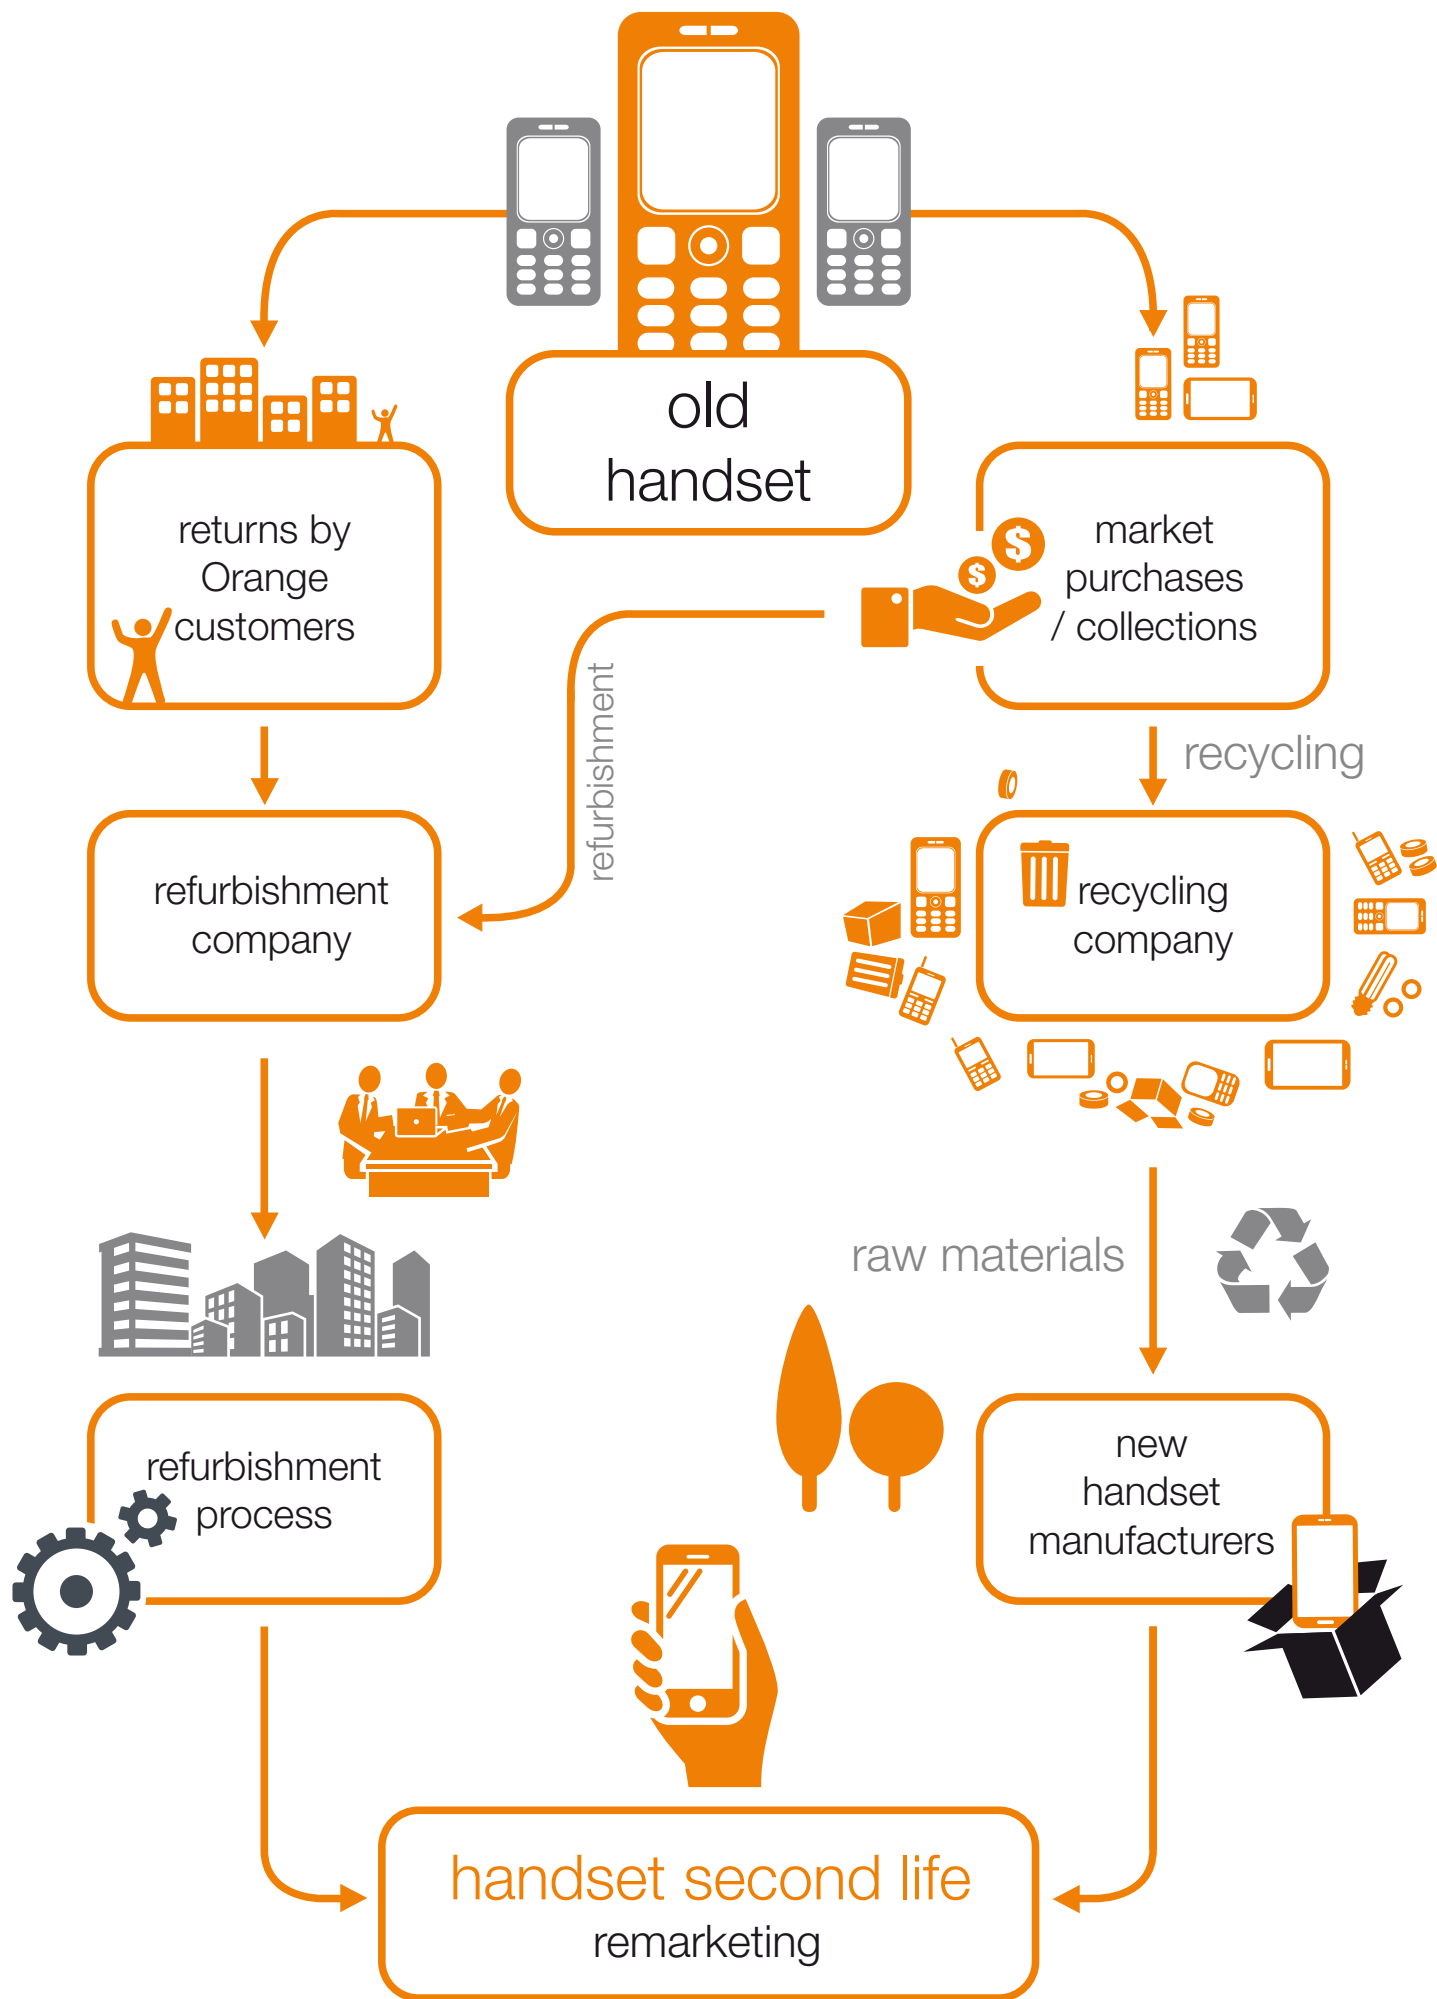 old
handset
returns by
Orange
customers
market
purchases
/ collections
refurbishment
recycling
refurbishment
company
recycling
company
raw materials
refurbishment
process
new
handset
manufacturers
handset second life
remarketing